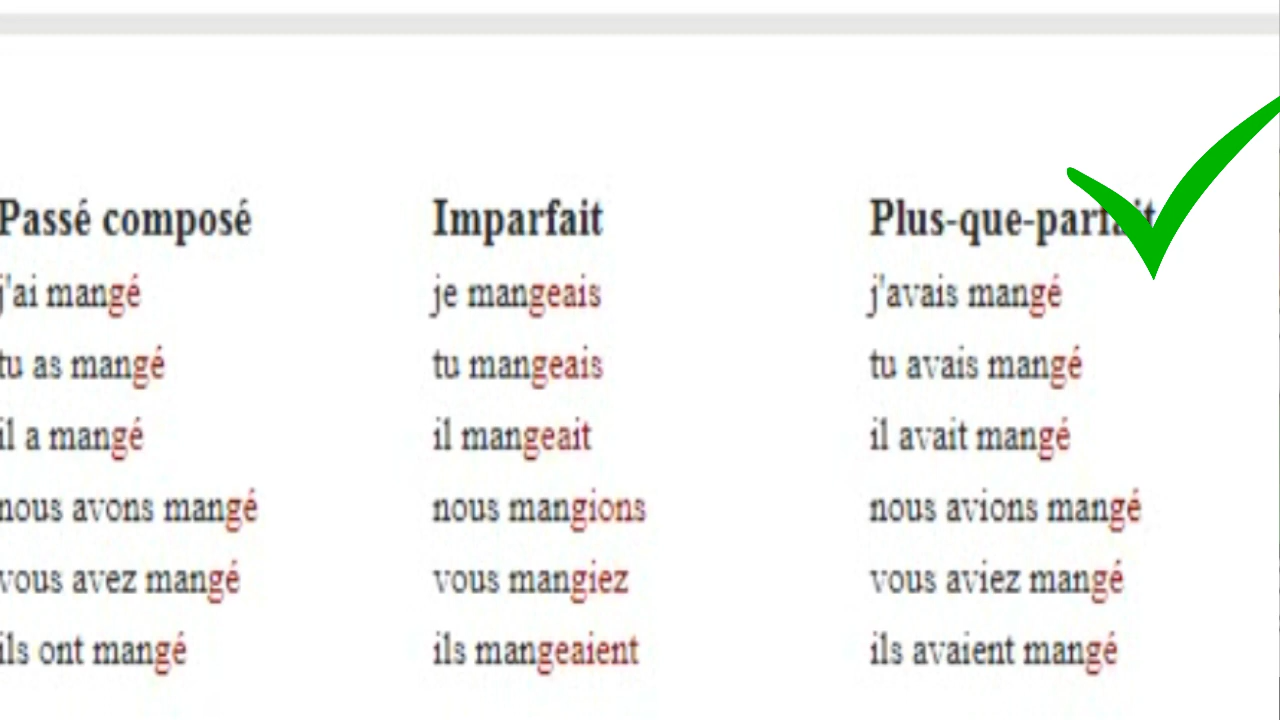 Passé composé Imparfait Plus-que-parfait
j'ai mangé je mangeais j'avais mangé
tu as mangé tu mangeais tu avais mangé
il a mangé il mangeait il avait mangé
nous avons mangé nous mangions nous avions mangé
vous avez mangé vous mangiez vous aviez mangé
ils ont mangé ils mangeaient ils avaient mangé